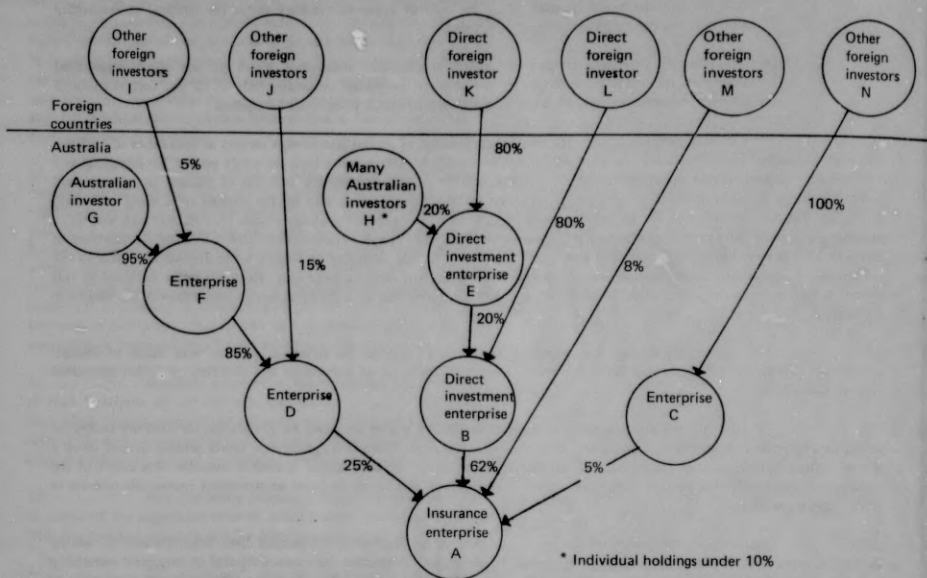 Other
foreign
investors
I
Other
foreign
investors
J
Direct
foreign
investor
K
Direct
foreign
investor
L
Other
foreign
investors
M
Other
foreign
investors
N
Foreign
countries
Australia
5%
80%
Australian
investor
G
Many
Australian
investors
H *
20%
100%
95%
Direct
investment
enterprise
E
80%
8%
15%
Enterprise
F
20%
85%
Enterprise
D
Direct
investment
enterprise
B
Enterprise
C
25%
62%
5%
Insurance
enterprise
A
* Individual holdings under 10%